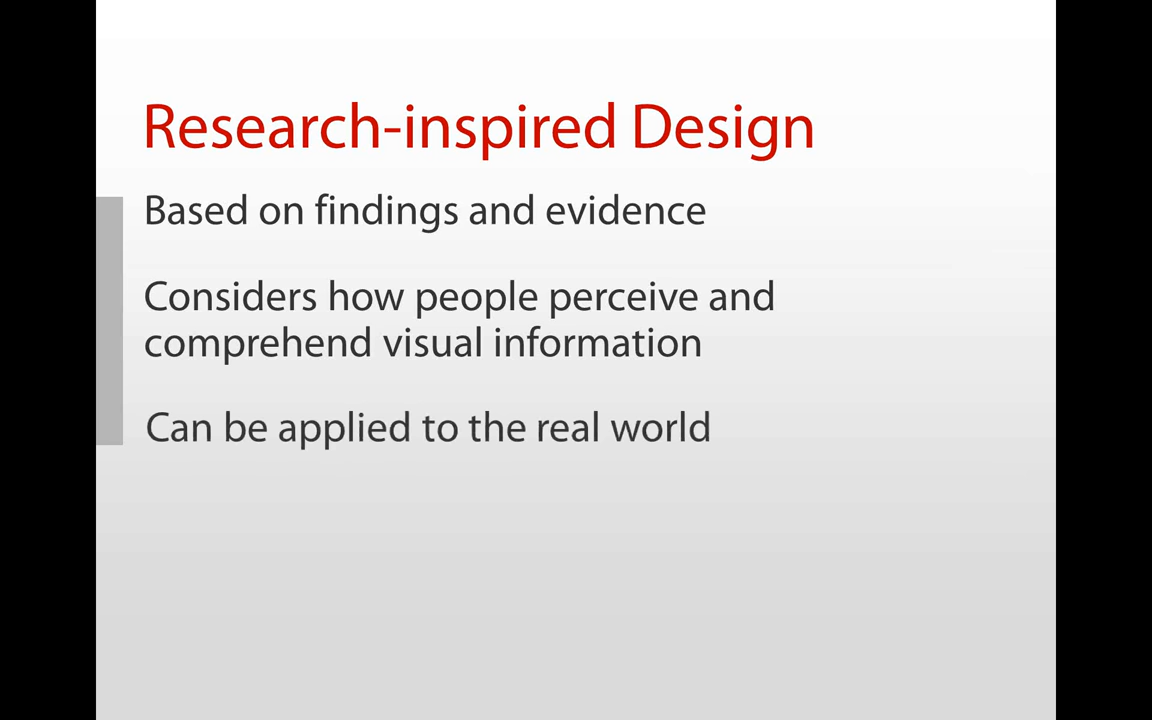 Research-inspired Design
Based on findings and evidence
Considers how people perceive and
comprehend visual information
Can be applied to the real world